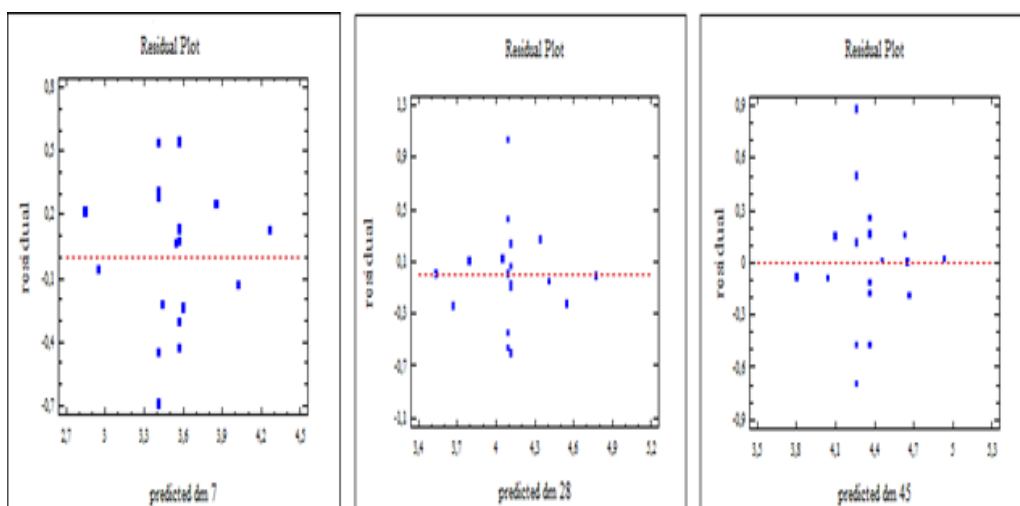 Residual Plot
residual
0,8
0,5
0,2
-0,1
-0,4
-0,7
2,7 3 3,3 3,6 3,9 4,2 4,5
predicted dm 7
Residual Plot
residual
1,3
0,9
0,5
0,1
-0,3
-0,7
-1,1
3,4 3,7 4 4,3 4,6 4,9 5,2
predicted dm 28
Residual Plot
residual
0,9
0,6
0,3
0
-0,3
-0,6
-0,9
3,5 3,8 4,1 4,4 4,7 5 5,3
predicted dm 45